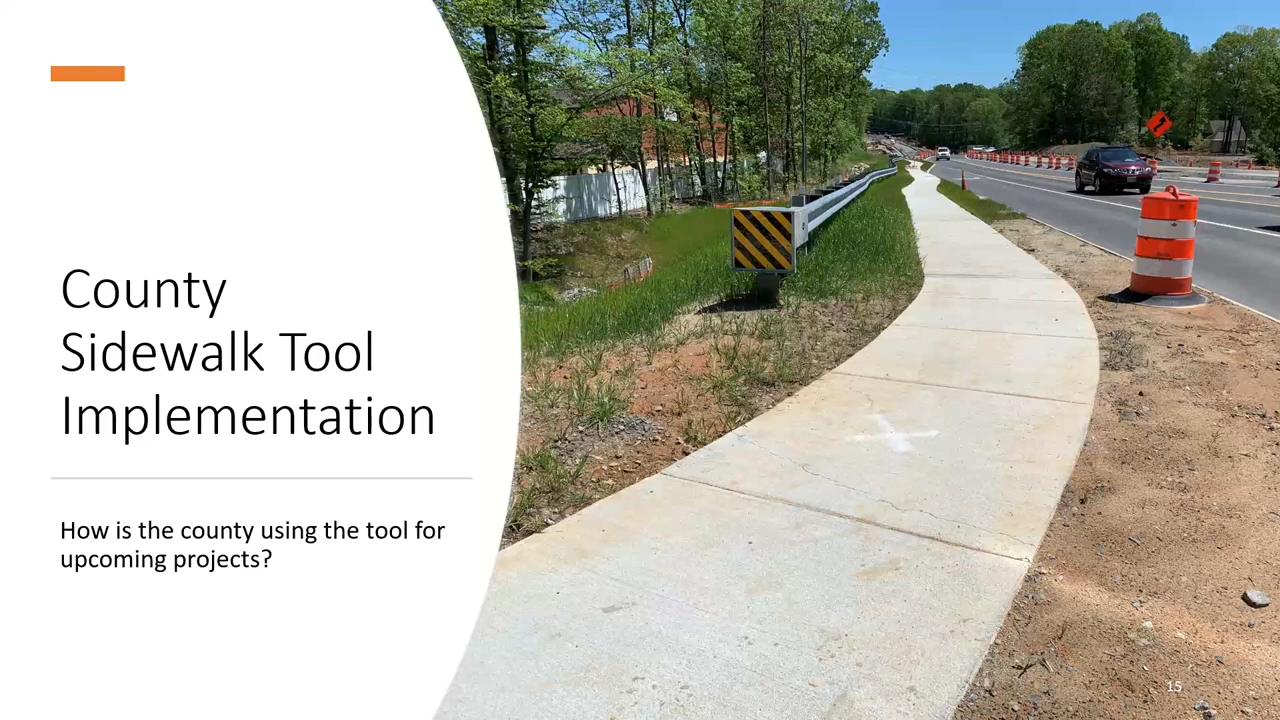 County
Sidewalk Tool
Implementation
How is the county using the tool for
upcoming projects?
15